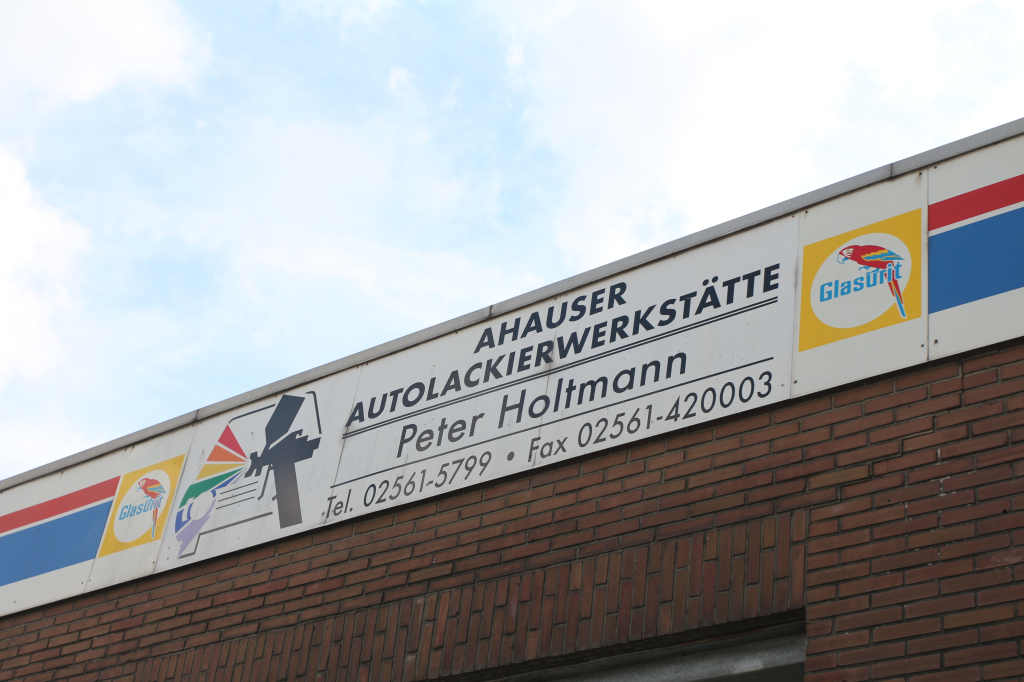 AHAUSER
AUTOLACKIERWERKSTÄTTE
Peter Holtmann
Tel. 02561-5799 • Fax 02561-420003
Glasurit
Glasurit